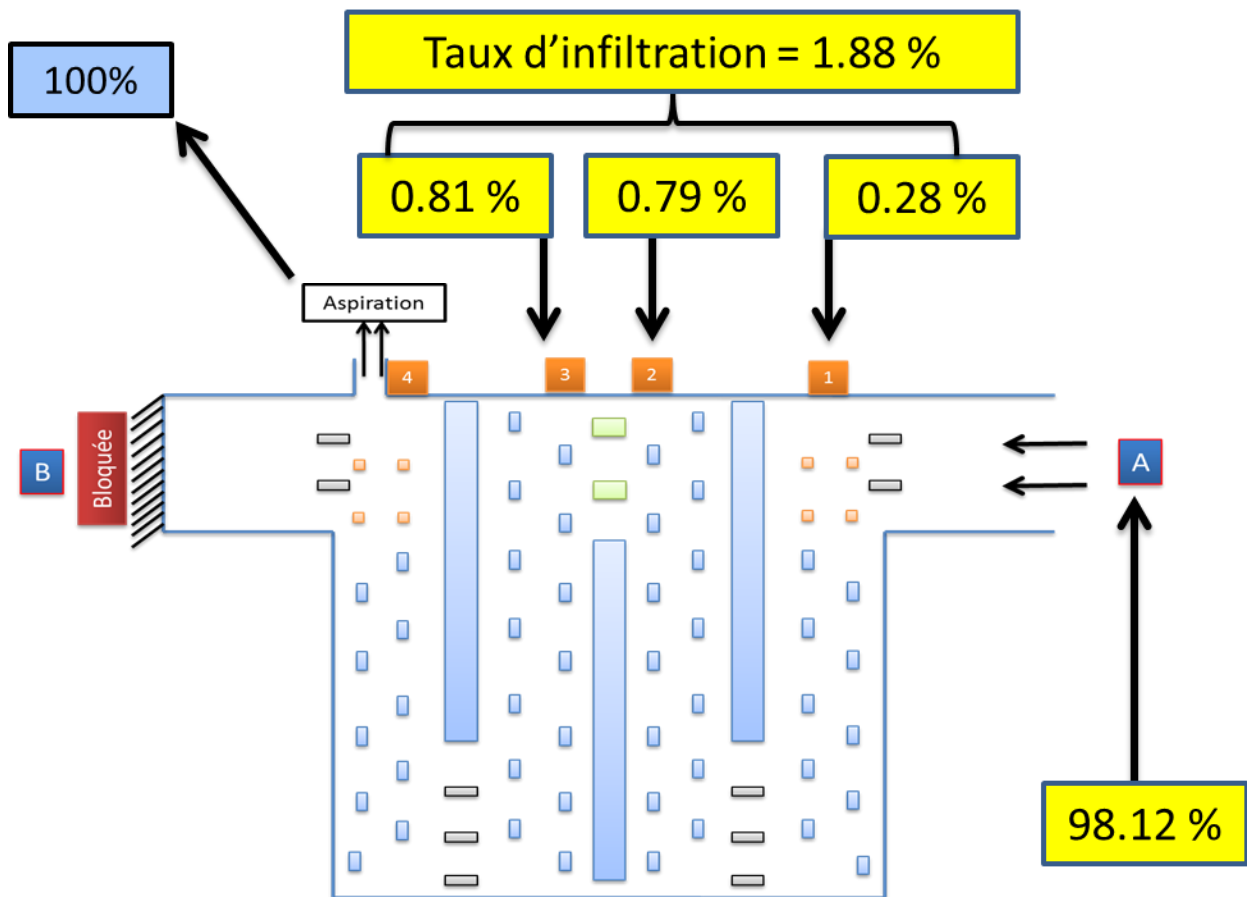 Taux d’infiltration = 1.88 %
100%
0.81 %
0.79 %
0.28 %
Aspiration
4
3
2
1
B
Bloquée
A
98.12 %